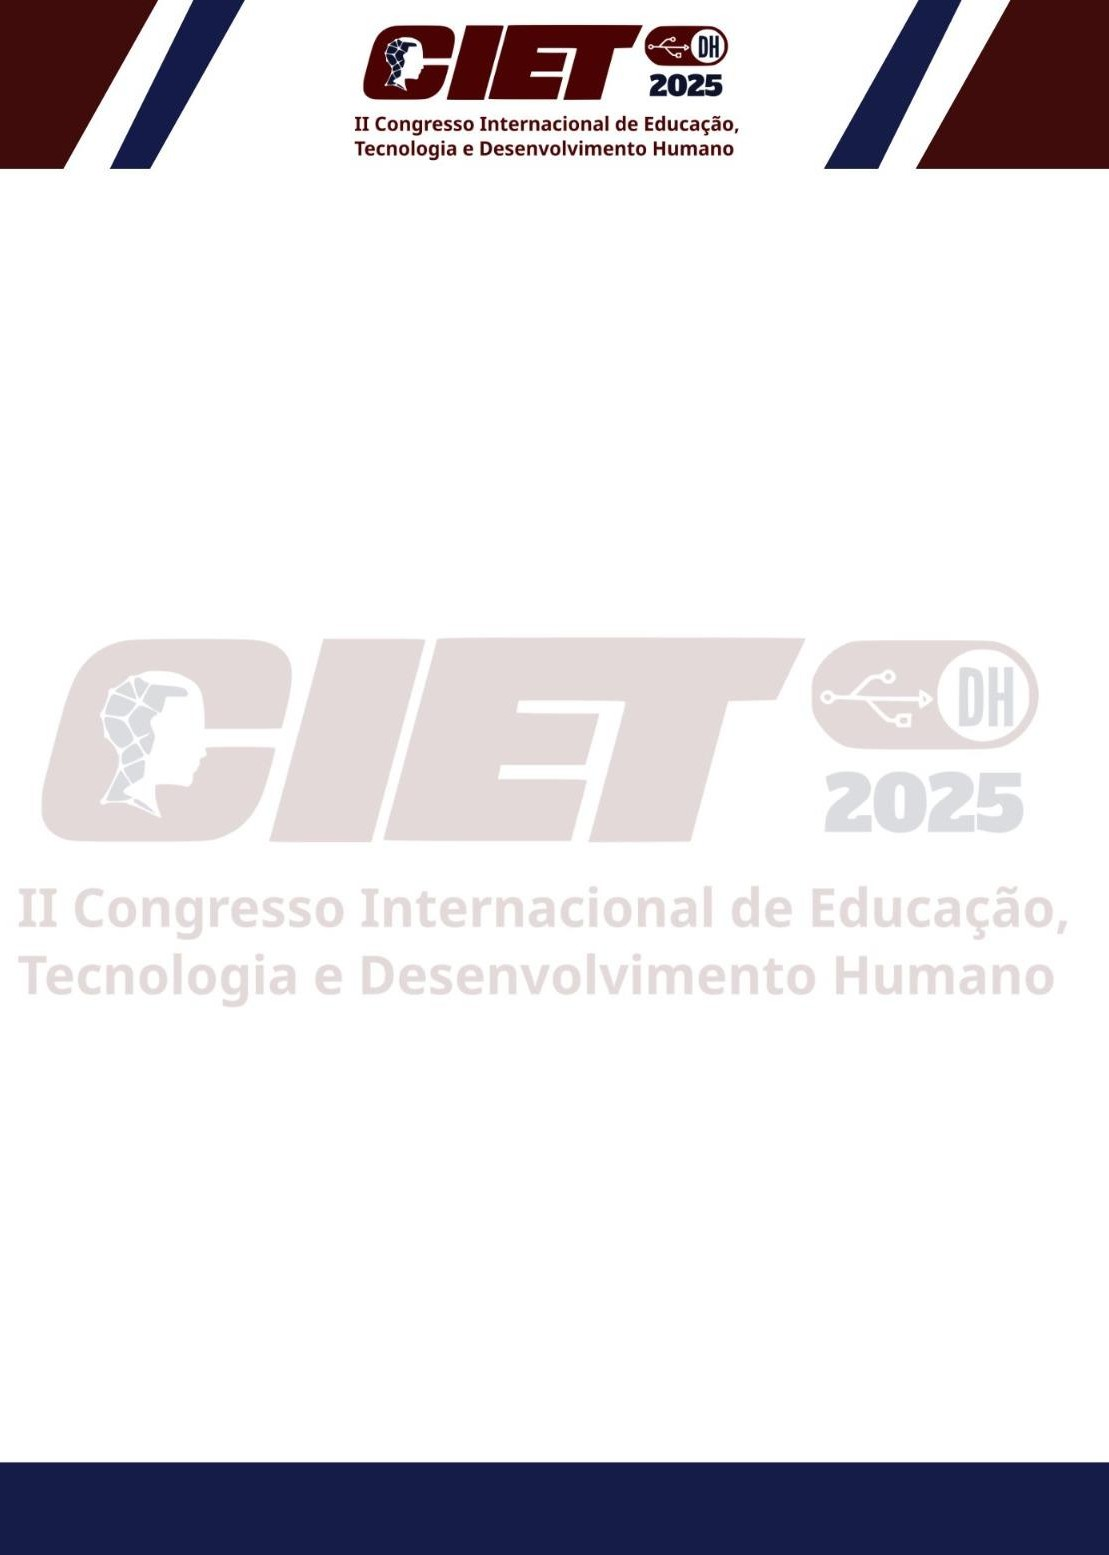 CIET DH
2025
II Congresso Internacional de Educação,
Tecnologia e Desenvolvimento Humano
CIET DH
2025
II Congresso Internacional de Educação,
Tecnologia e Desenvolvimento Humano